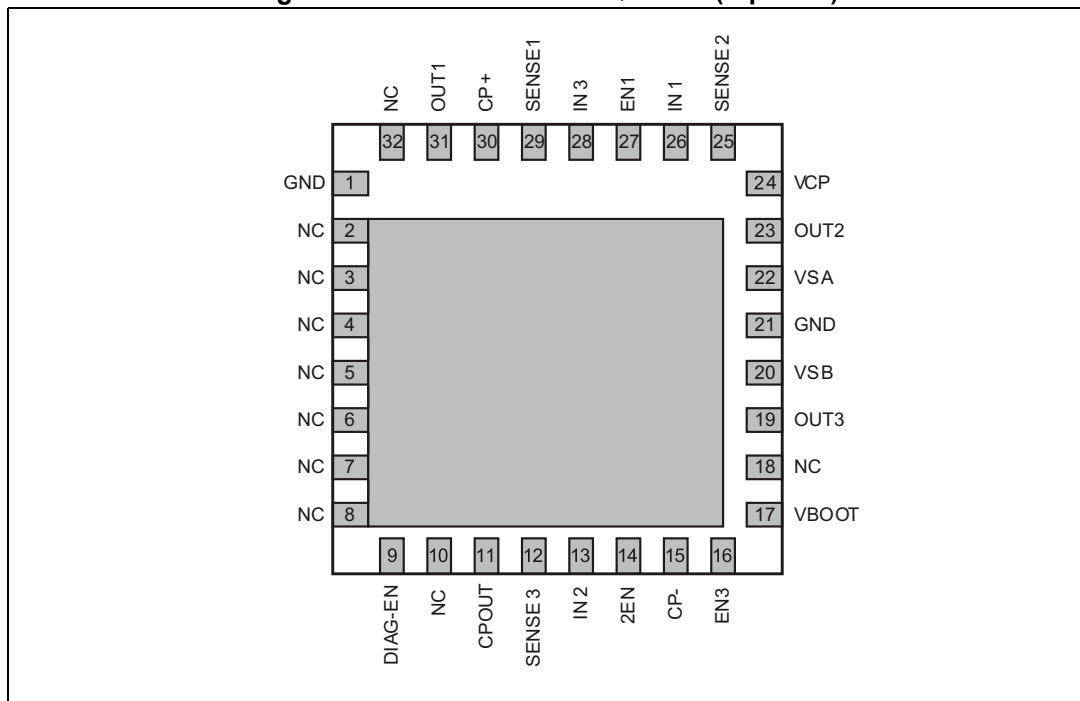 NC
OUT1
CP+
SENSE1
IN 3
EN1
IN 1
SENSE 2
32 31 30 29 28 27 26 25
GND 1 24 VCP
NC 2 23 OUT2
NC 3 22 VSA
NC 4 21 GND
NC 5 20 VSB
NC 6 19 OUT3
NC 7 18 NC
NC 8 17 VBOOT
9 10 11 12 13 14 15 16
DIAG-EN
NC
CPOUT
SENSE 3
IN 2
2EN
CP-
EN3